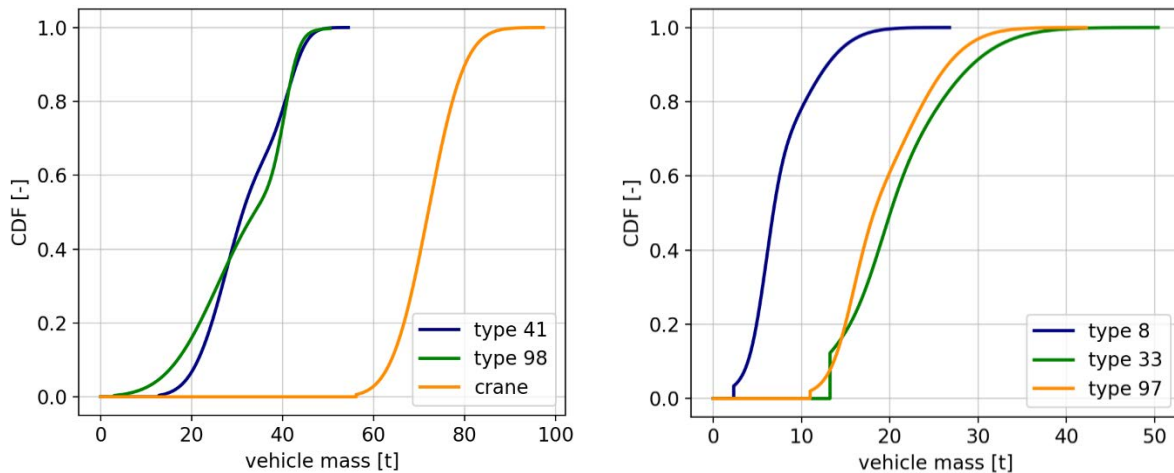 1.0
0.8
0.6
0.4
0.2
0.0
CDF [-]
0 20 40 60 80 100
vehicle mass [t]
type 41
type 98
crane
1.0
0.8
0.6
0.4
0.2
0.0
CDF [-]
0 10 20 30 40 50
vehicle mass [t]
type 8
type 33
type 97